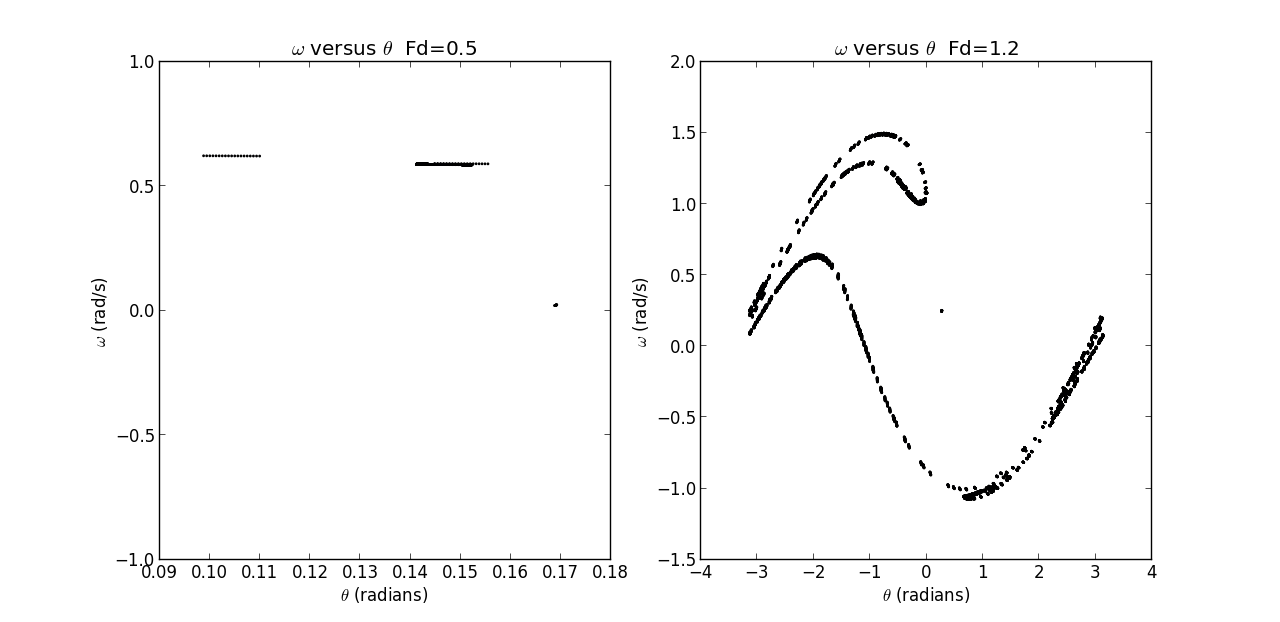 ω versus θ  Fd=0.5
1.0
0.5
0.0
−0.5
−1.0
ω (rad/s)
0.09 0.10 0.11 0.12 0.13 0.14 0.15 0.16 0.17 0.18
θ (radians)
ω versus θ  Fd=1.2
2.0
1.5
1.0
0.5
0.0
−0.5
−1.0
−1.5
ω (rad/s)
−4 −3 −2 −1 0 1 2 3 4
θ (radians)